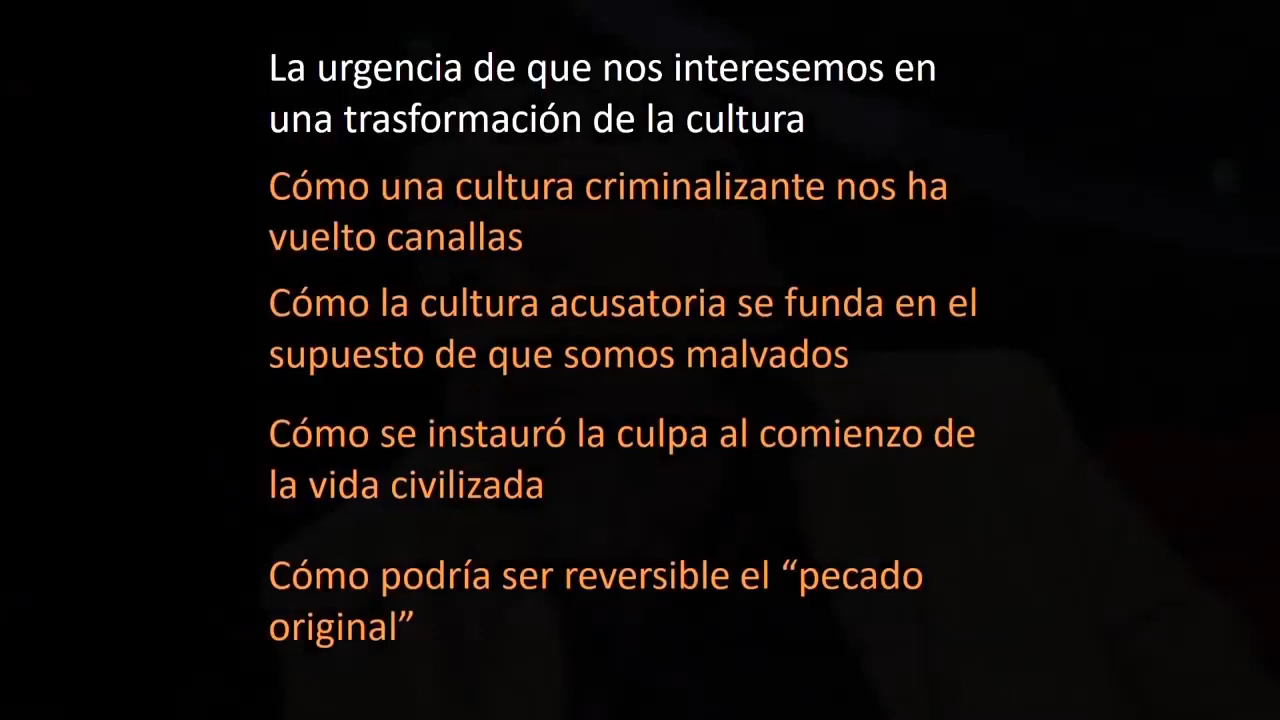 La urgencia de que nos interesemos en
una trasformación de la cultura
Cómo una cultura criminalizante nos ha
vuelto canallas
Cómo la cultura acusatoria se funda en el
supuesto de que somos malvados
Cómo se instauró la culpa al comienzo de
la vida civilizada
Cómo podría ser reversible el “pecado
original”